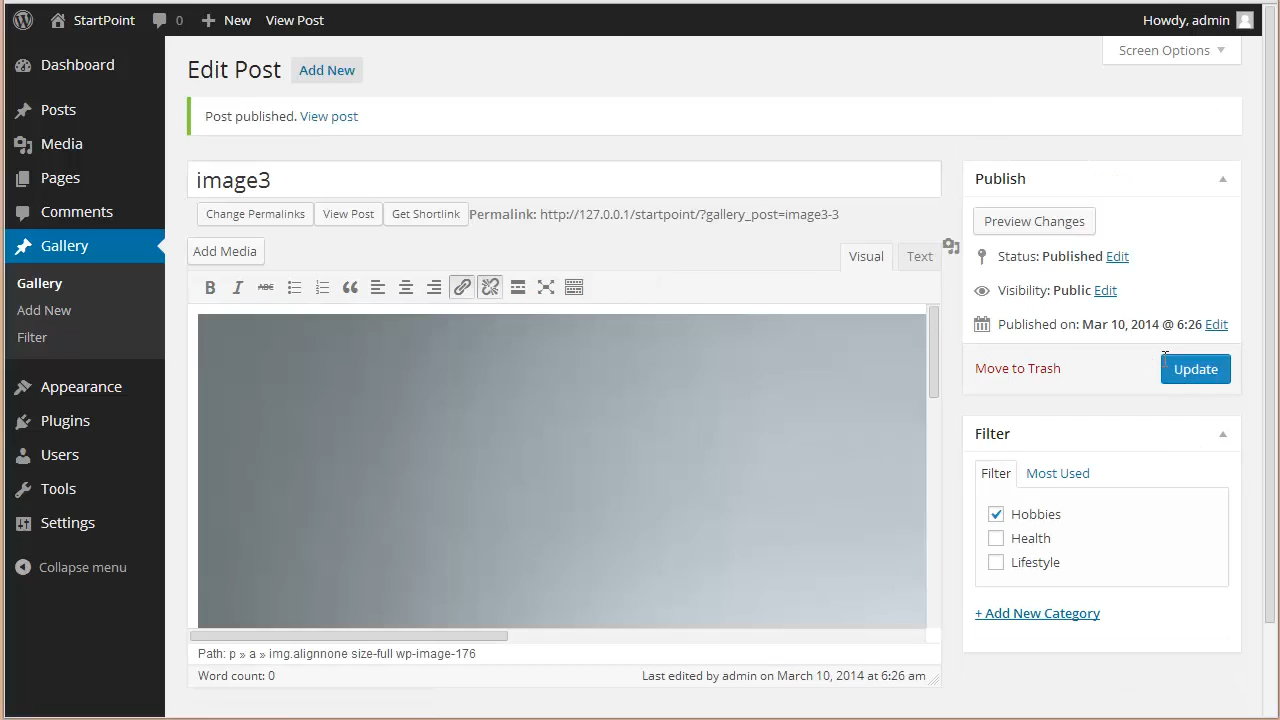 StartPoint 0 New View Post Howdy, admin
Screen Options
Dashboard
Posts
Media
Pages
Comments
Gallery
Gallery
Add New
Filter
Appearance
Plugins
Users
Tools
Settings
Collapse menu
Edit Post Add New
Post published. View post
image3
Change Permalinks View Post Get Shortlink Permalink: http://127.0.0.1/startpoint/?gallery_post=image3-3
Add Media
Visual Text
B I ABC
Path: p » a » img.alignnone size-full wp-image-176
Word count: 0 Last edited by admin on March 10, 2014 at 6:26 am
Publish
Preview Changes
Status: Published Edit
Visibility: Public Edit
Published on: Mar 10, 2014 @ 6:26 Edit
Move to Trash Update
Filter
Filter Most Used
Hobbies
Health
Lifestyle
+ Add New Category